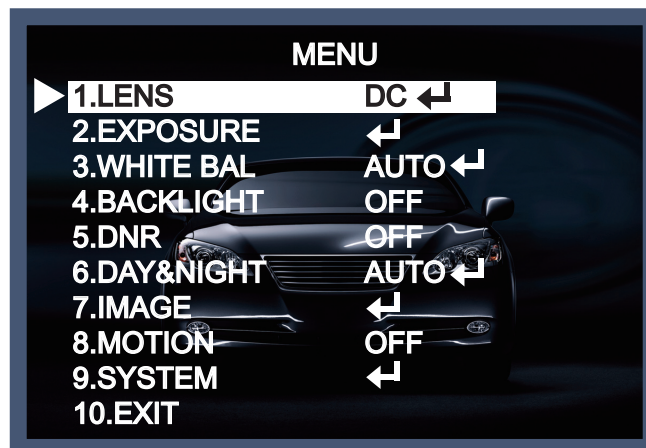 MENU
1.LENS DC ↵
2.EXPOSURE ↵
3.WHITE BAL AUTO ↵
4.BACKLIGHT OFF
5.DNR OFF
6.DAY&NIGHT AUTO ↵
7.IMAGE ↵
8.MOTION OFF
9.SYSTEM ↵
10.EXIT